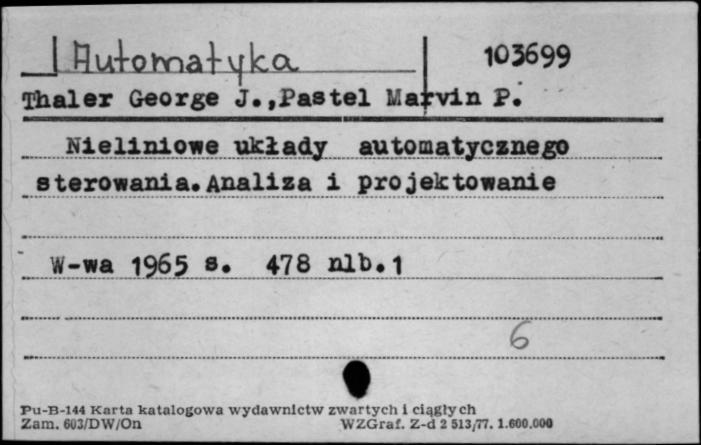 Automatyka 103699
Thaler George J.,Pastel Marvin P.
Nieliniowe układy automatycznego
sterowania.Analiza i projektowanie
W-wa 1965 s. 478 nlb.1
6
Pu-B-144 Karta katalogowa wydawnictw zwartych i ciągłych
Zam. 603/DW/On WZGraf. Z-d 2 513/77. 1.600.000